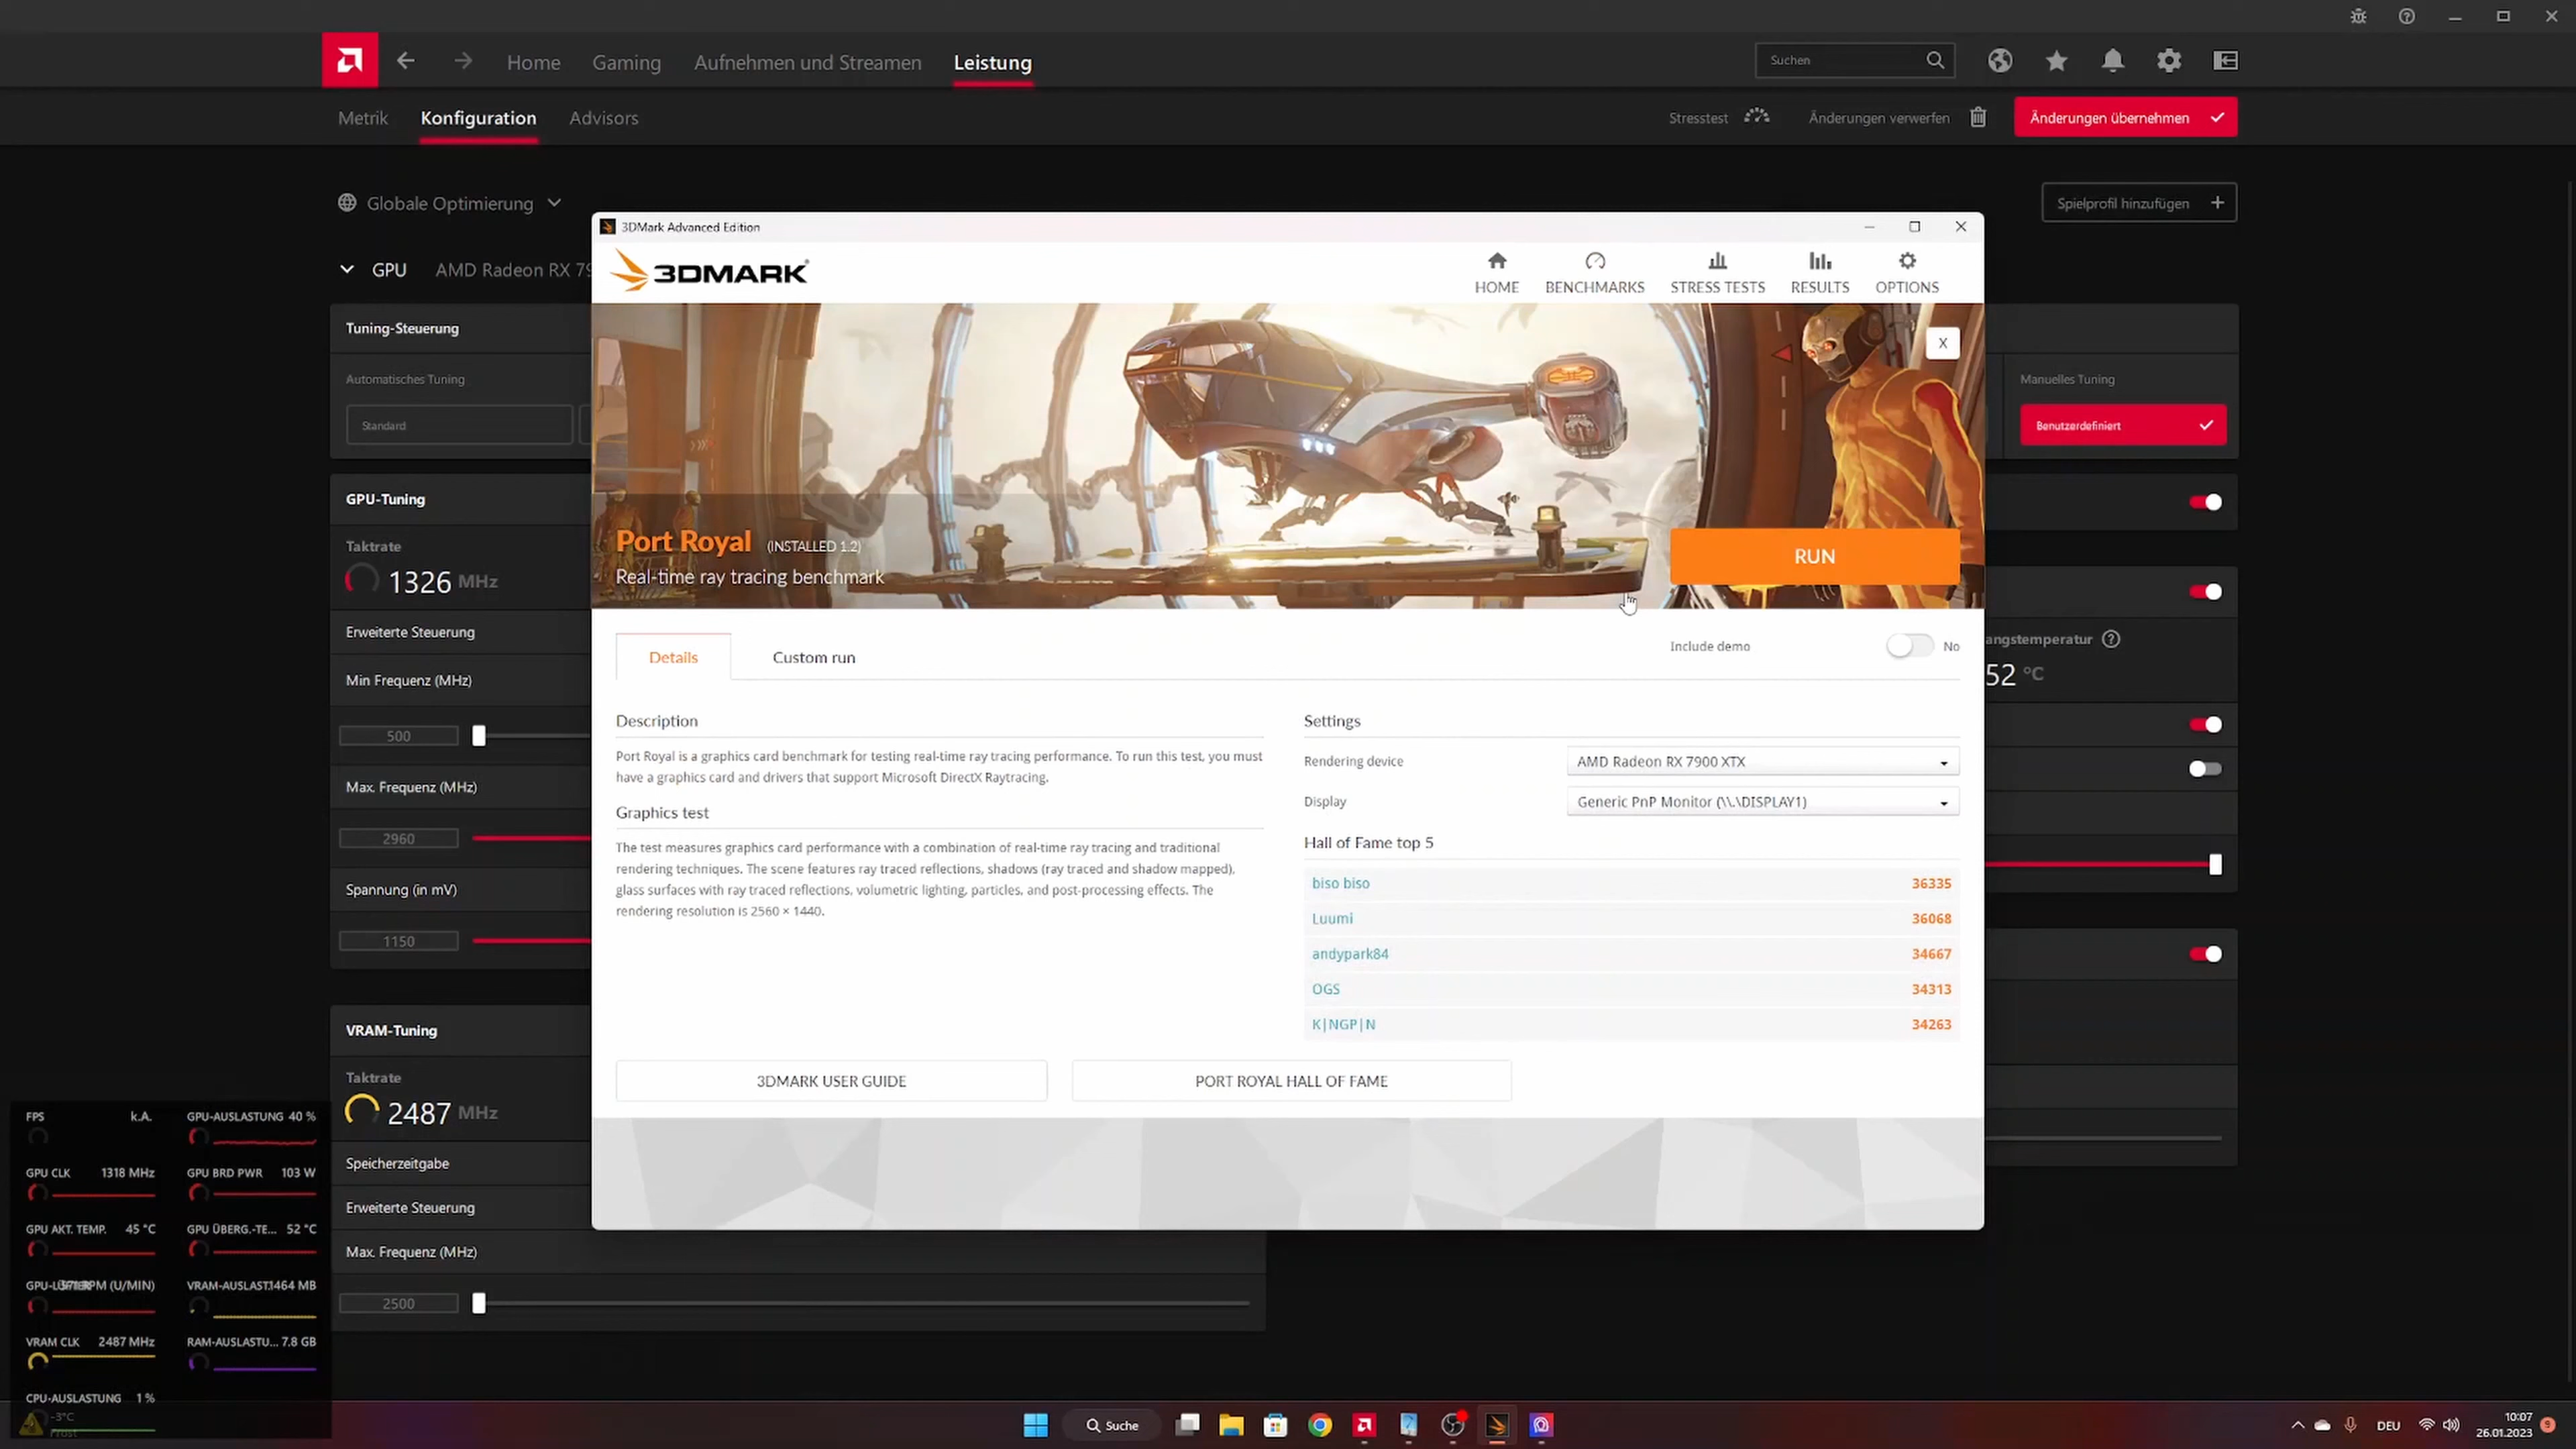 Home
Gaming
Aufnehmen und Streamen
Leistung
Suchen
Metrik
Konfiguration
Advisors
Stresstest
Änderungen verwerfen
Änderungen übernehmen
Globale Optimierung
Spielprofil hinzufügen
GPU
AMD Radeon RX 79
Tuning-Steuerung
Automatisches Tuning
Standard
Manuelles Tuning
Benutzerdefiniert
GPU-Tuning
Taktrate
1326 MHz
Erweiterte Steuerung
Min Frequenz (MHz)
500
Max. Frequenz (MHz)
2960
Spannung (in mV)
1150
angstemperatur
52 °C
VRAM-Tuning
Taktrate
2487 MHz
Speicherzeitgabe
Erweiterte Steuerung
Max. Frequenz (MHz)
2500
3DMark Advanced Edition
3DMARK
HOME
BENCHMARKS
STRESS TESTS
RESULTS
OPTIONS
X
Port Royal (INSTALLED 1.2)
Real-time ray tracing benchmark
RUN
Details
Custom run
Include demo
No
Description
Port Royal is a graphics card benchmark for testing real-time ray tracing performance. To run this test, you must
have a graphics card and drivers that support Microsoft DirectX Raytracing.
Graphics test
The test measures graphics card performance with a combination of real-time ray tracing and traditional
rendering techniques. The scene features ray traced reflections, shadows (ray traced and shadow mapped),
glass surfaces with ray traced reflections, volumetric lighting, particles, and post-processing effects. The
rendering resolution is 2560 × 1440.
Settings
Rendering device
AMD Radeon RX 7900 XTX
Display
Generic PnP Monitor (\\.\DISPLAY1)
Hall of Fame top 5
biso biso 36335
Luumi 36068
andypark84 34667
OGS 34313
K|NGP|N 34263
3DMARK USER GUIDE
PORT ROYAL HALL OF FAME
FPS k.A.
GPU-AUSLASTUNG 40 %
GPU CLK 1318 MHz
GPU BRD PWR 103 W
GPU AKT. TEMP. 45 °C
GPU ÜBERG.-TE... 52 °C
(U/MIN)
VRAM CLK 2487 MHz
RAM-AUSLASTU... 7.8 GB
CPU-AUSLASTUNG 1 %
-3°C
Frost
Suche
DEU
10:07
26.01.2023
9